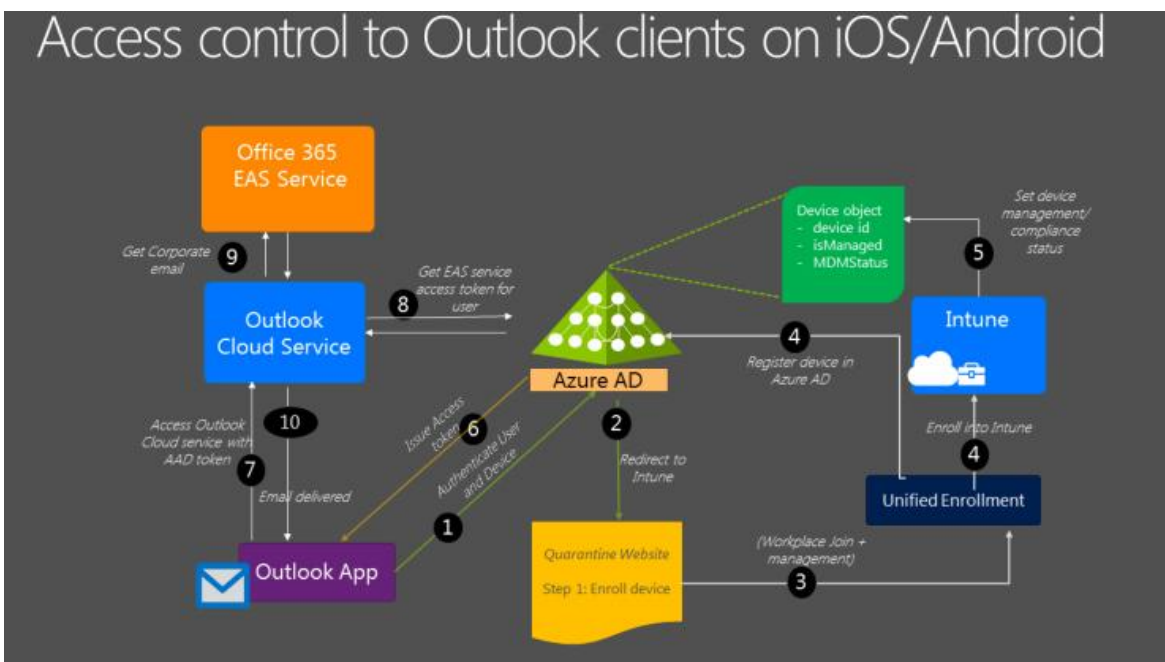 Access control to Outlook clients on iOS/Android
Office 365
EAS Service
Get Corporate
email
9
Outlook
Cloud Service
Get EAS service
access token for
user
8
Device object
- device id
- isManaged
- MDMStatus
Set device
management/
compliance
status
5
Intune
4
Register device in
Azure AD
Azure AD
Access Outlook
Cloud service with
AAD token
7
10
Email delivered
Issue Access
token
6
Authenticate User
and Device
1
2
Redirect to
Intune
Enroll into Intune
4
Unified Enrollment
Outlook App
Quarantine Website
Step 1: Enroll device
(Workplace Join +
management)
3